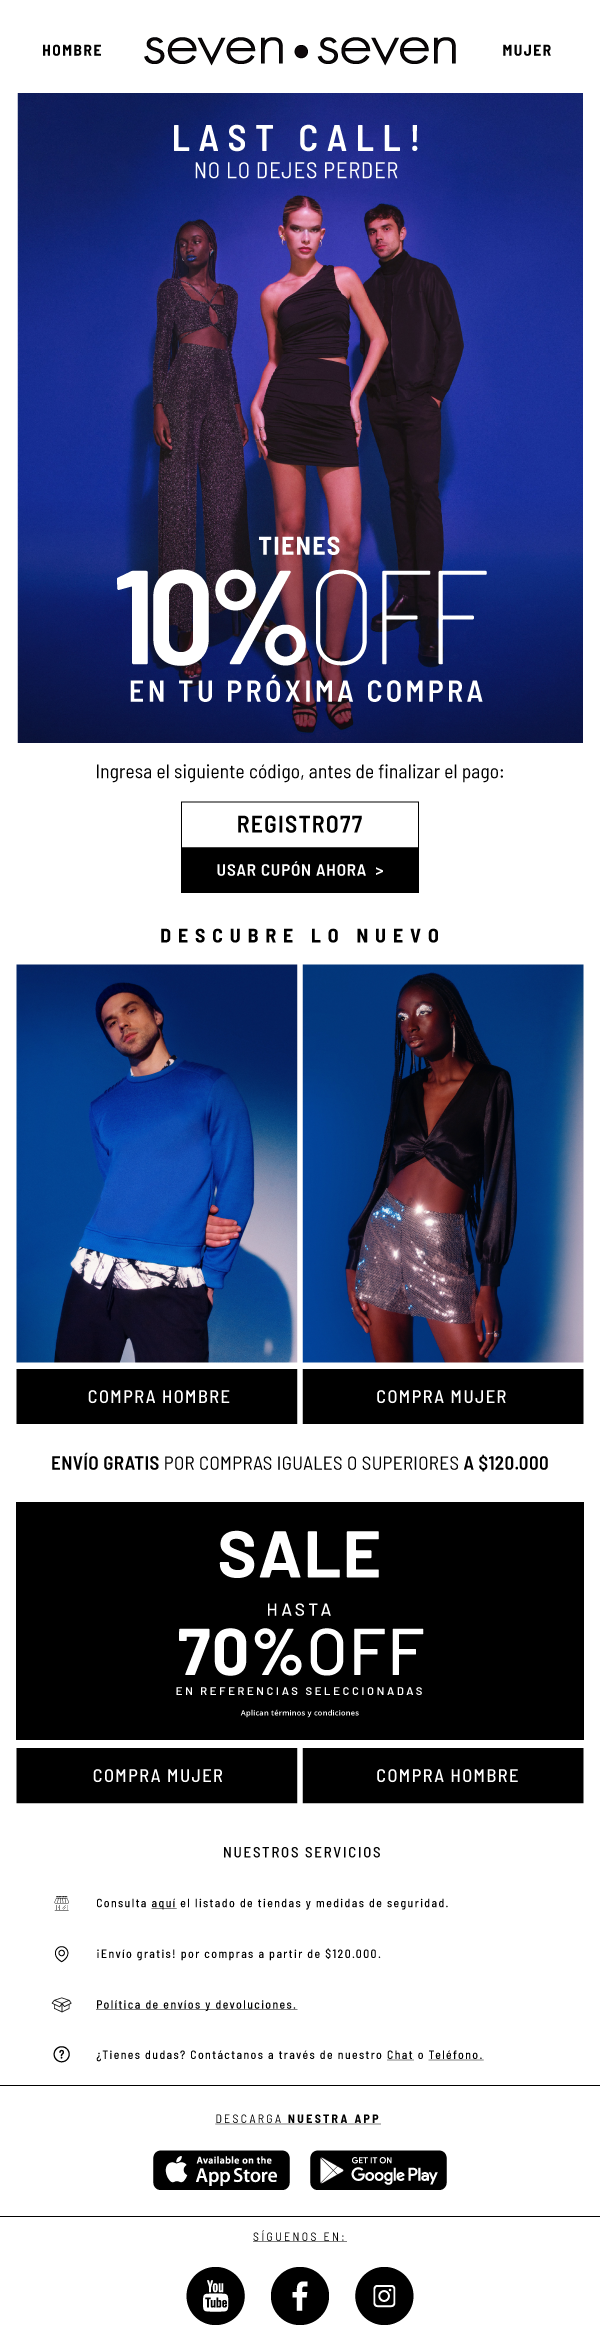 HOMBRE
seven • seven
MUJER
LAST CALL!
NO LO DEJES PERDER
TIENES
10%OFF
EN TU PRÓXIMA COMPRA
Ingresa el siguiente código, antes de finalizar el pago:
REGISTRO77
USAR CUPÓN AHORA >
DESCUBRE LO NUEVO
COMPRA HOMBRE
COMPRA MUJER
ENVÍO GRATIS POR COMPRAS IGUALES O SUPERIORES A $120.000
SALE
HASTA
70%OFF
EN REFERENCIAS SELECCIONADAS
Aplican términos y condiciones
COMPRA MUJER
COMPRA HOMBRE
NUESTROS SERVICIOS
Consulta aquí el listado de tiendas y medidas de seguridad.
¡Envío gratis! por compras a partir de $120.000.
Política de envíos y devoluciones.
¿Tienes dudas? Contáctanos a través de nuestro Chat o Teléfono.
DESCARGA NUESTRA APP
Available on the
App Store
GET IT ON
Google Play
SÍGUENOS EN:
You
Tube